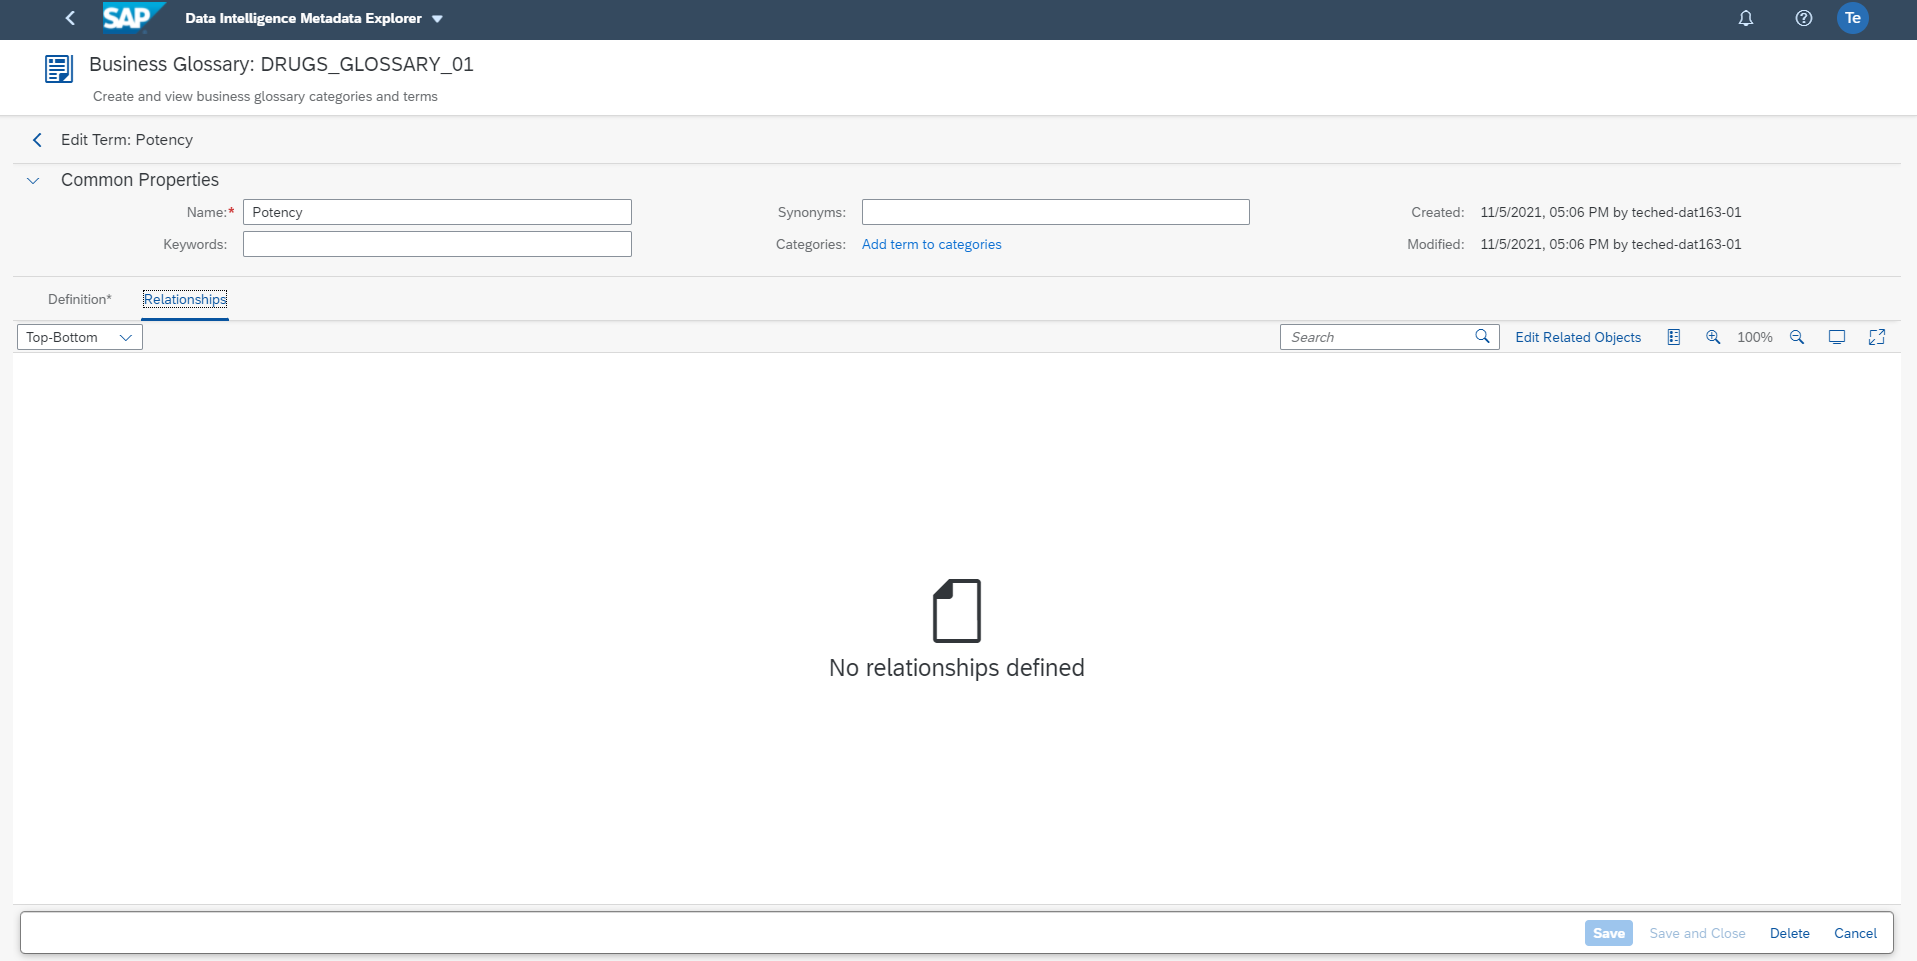 SAP Data Intelligence Metadata Explorer Te
Business Glossary: DRUGS_GLOSSARY_01
Create and view business glossary categories and terms
Edit Term: Potency
Common Properties
Name:* Potency Synonyms: Created: 11/5/2021, 05:06 PM by teched-dat163-01
Keywords: Categories: Add term to categories Modified: 11/5/2021, 05:06 PM by teched-dat163-01
Definition* Relationships
Top-Bottom Search Edit Related Objects 100%
No relationships defined
Save Save and Close Delete Cancel